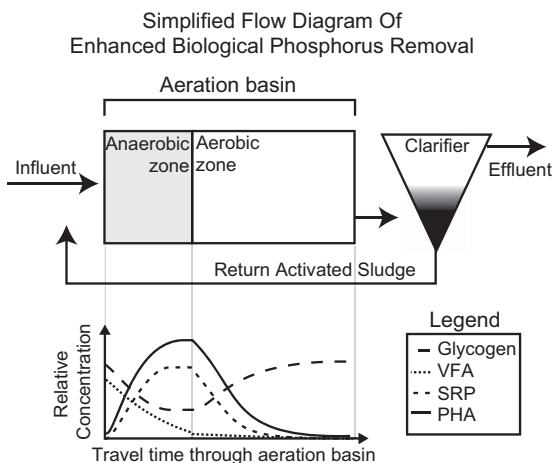 Simplified Flow Diagram Of
Enhanced Biological Phosphorus Removal
Aeration basin
Anaerobic
zone
Aerobic
zone
Clarifier
Influent
Effluent
Return Activated Sludge
Relative
Concentration
Travel time through aeration basin
Legend
Glycogen
VFA
SRP
PHA